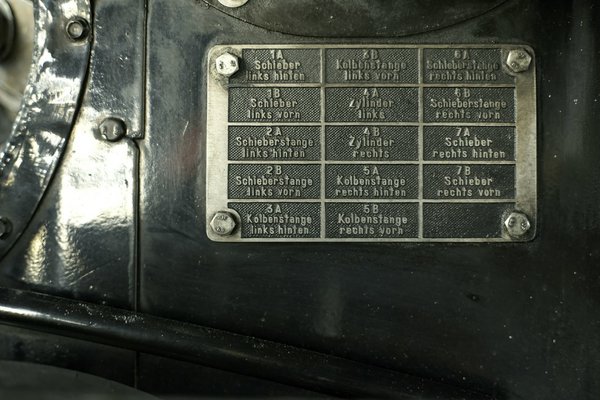 1A
Schieber
links hinten
1B
Schieber
links vorn
2A
Schieberstange
links hinten
2B
Schieberstange
links vorn
3A
Kolbenstange
links hinten
3B
Kolbenstange
links vorn
4A
Zylinder
links
4B
Zylinder
rechts
5A
Kolbenstange
rechts hinten
5B
Kolbenstange
rechts vorn
6A
Schieberstange
rechts hinten
6B
Schieberstange
rechts vorn
7A
Schieber
rechts hinten
7B
Schieber
rechts vorn